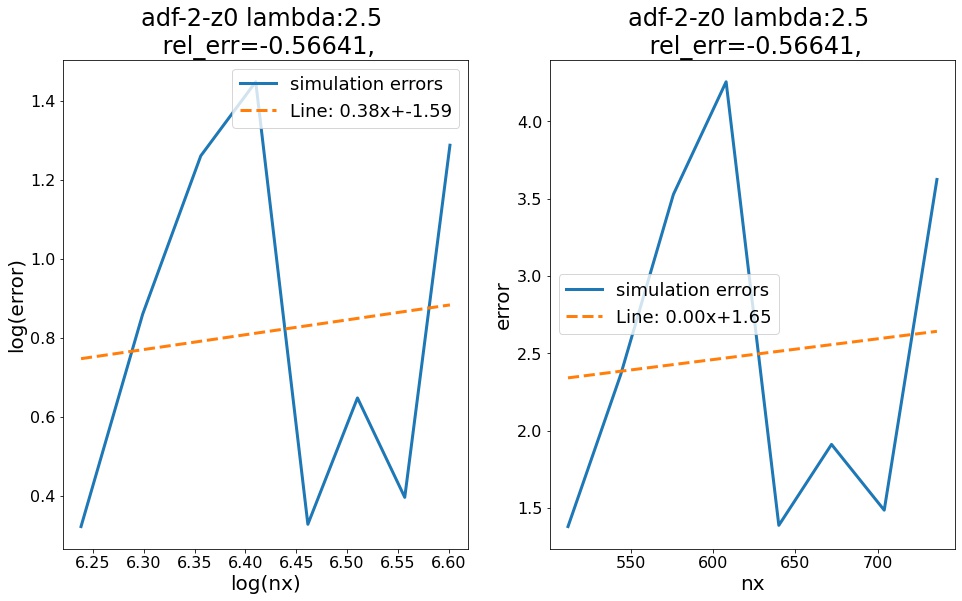 adf-2-z0 lambda:2.5
rel_err=-0.56641,
simulation errors
Line: 0.38x+-1.59
log(error)
1.4
1.2
1.0
0.8
0.6
0.4
6.25 6.30 6.35 6.40 6.45 6.50 6.55 6.60
log(nx)
adf-2-z0 lambda:2.5
rel_err=-0.56641,
simulation errors
Line: 0.00x+1.65
error
4.0
3.5
3.0
2.5
2.0
1.5
550 600 650 700
nx